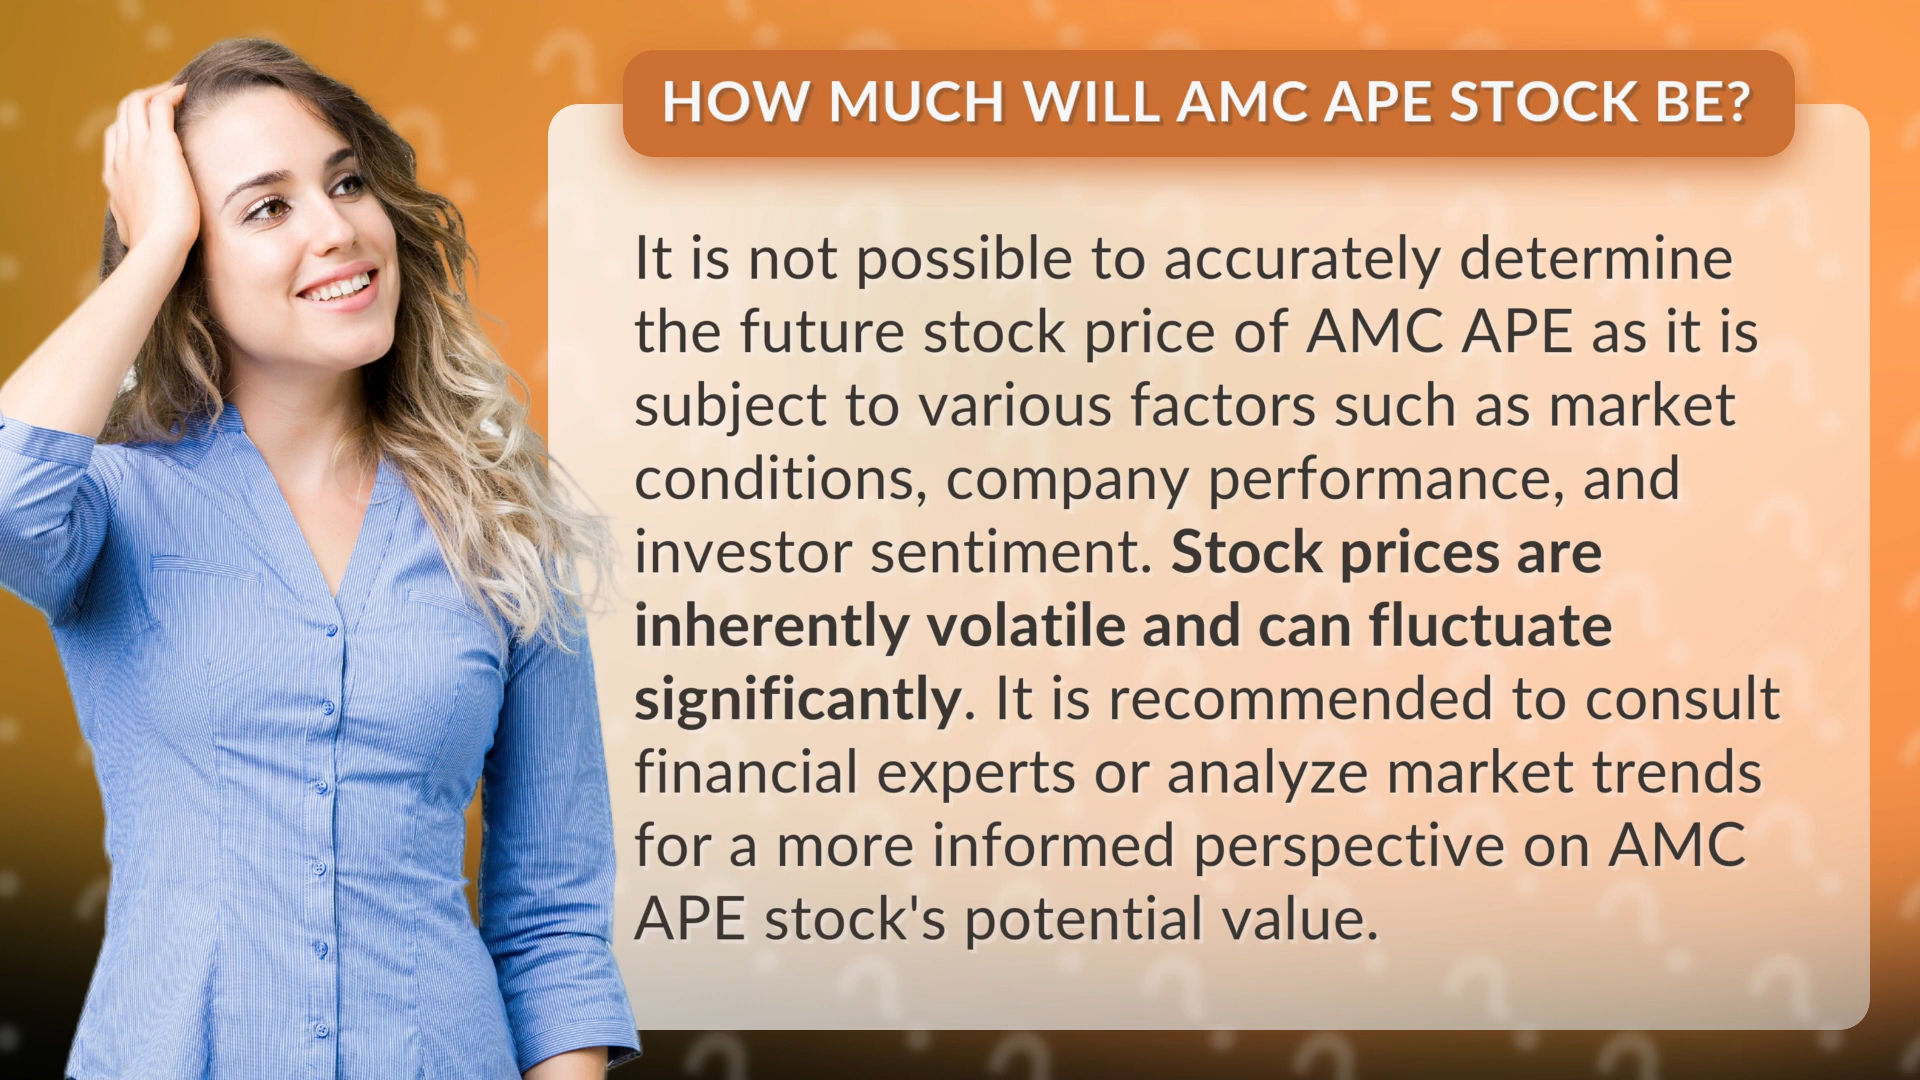 HOW MUCH WILL AMC APE STOCK BE?
It is not possible to accurately determine
the future stock price of AMC APE as it is
subject to various factors such as market
conditions, company performance, and
investor sentiment. Stock prices are
inherently volatile and can fluctuate
significantly. It is recommended to consult
financial experts or analyze market trends
for a more informed perspective on AMC
APE stock's potential value.